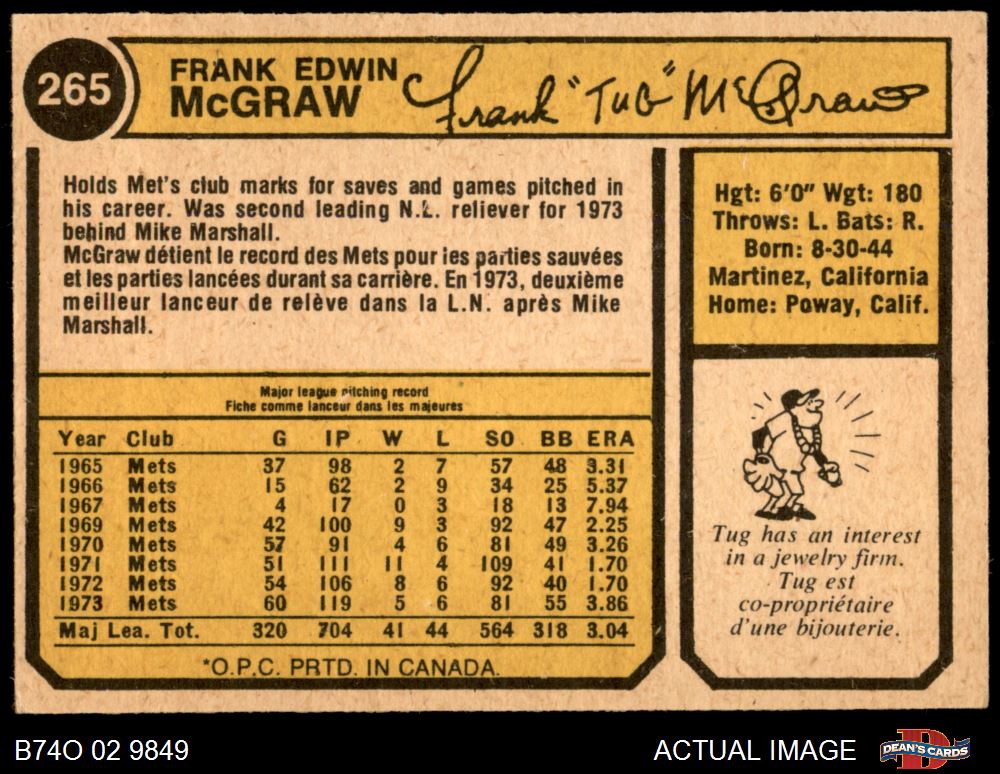 265
FRANK EDWIN
McGRAW
Frank "Tug" McGraw
Holds Met's club marks for saves and games pitched in
his career. Was second leading N.L. reliever for 1973
behind Mike Marshall.
McGraw détient le record des Mets pour les parties sauvées
et les parties lancées durant sa carrière. En 1973, deuxième
meilleur lanceur de relève dans la L.N. après Mike
Marshall.
Hgt: 6'0" Wgt: 180
Throws: L. Bats: R.
Born: 8-30-44
Martinez, California
Home: Poway, Calif.
Major league pitching record
Fiche comme lanceur dans les majeures
Year Club G IP W L SO BB ERA
1965 Mets 37 98 2 7 57 48 3.31
1966 Mets 15 62 2 9 34 25 5.37
1967 Mets 4 17 0 3 18 13 7.94
1969 Mets 42 100 9 3 92 47 2.25
1970 Mets 57 91 4 6 81 49 3.26
1971 Mets 51 111 11 4 109 41 1.70
1972 Mets 54 106 8 6 92 40 1.70
1973 Mets 60 119 5 6 81 55 3.86
Maj Lea. Tot. 320 704 41 44 564 318 3.04
*O.P.C. PRTD. IN CANADA.
Tug has an interest
in a jewelry firm.
Tug est
co-propriétaire
d'une bijouterie.
B74O 02 9849
ACTUAL IMAGE
DEAN'S CARDS